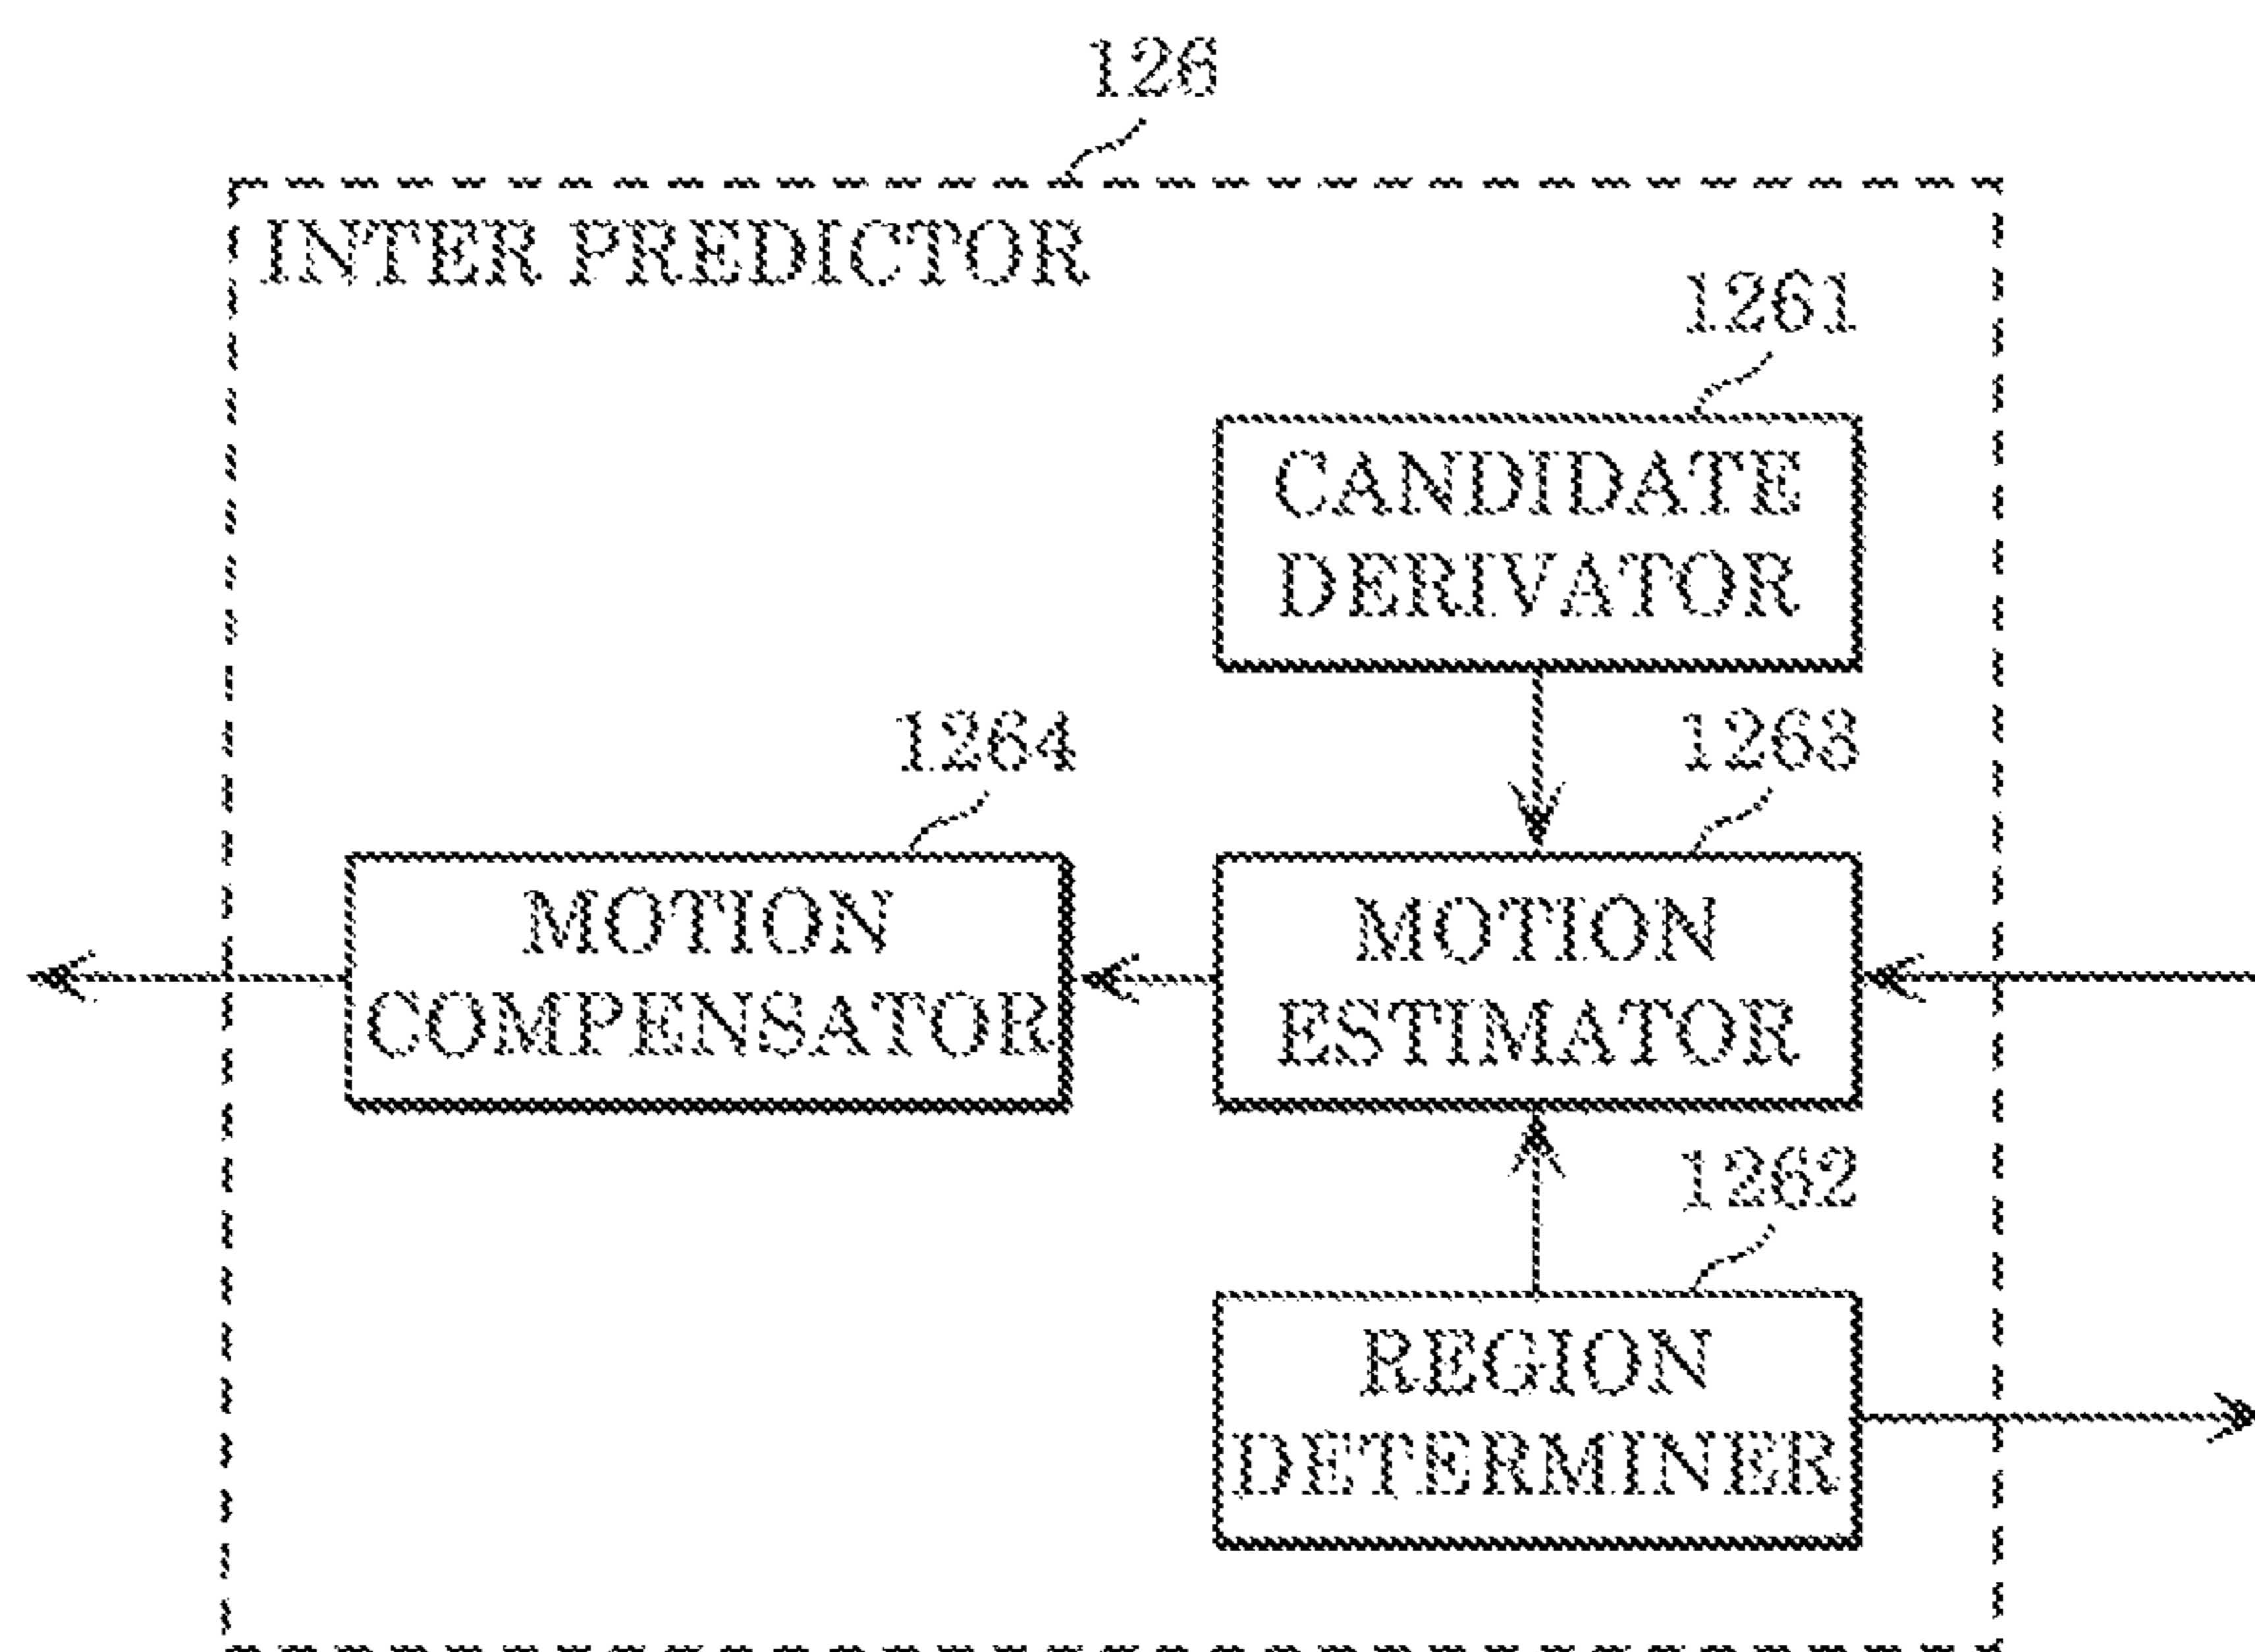 126
INTER PREDICTOR
1261
CANDIDATE
DERIVATOR
1264
1263
MOTION
COMPENSATOR
MOTION
ESTIMATOR
1262
REGION
DETERMINER